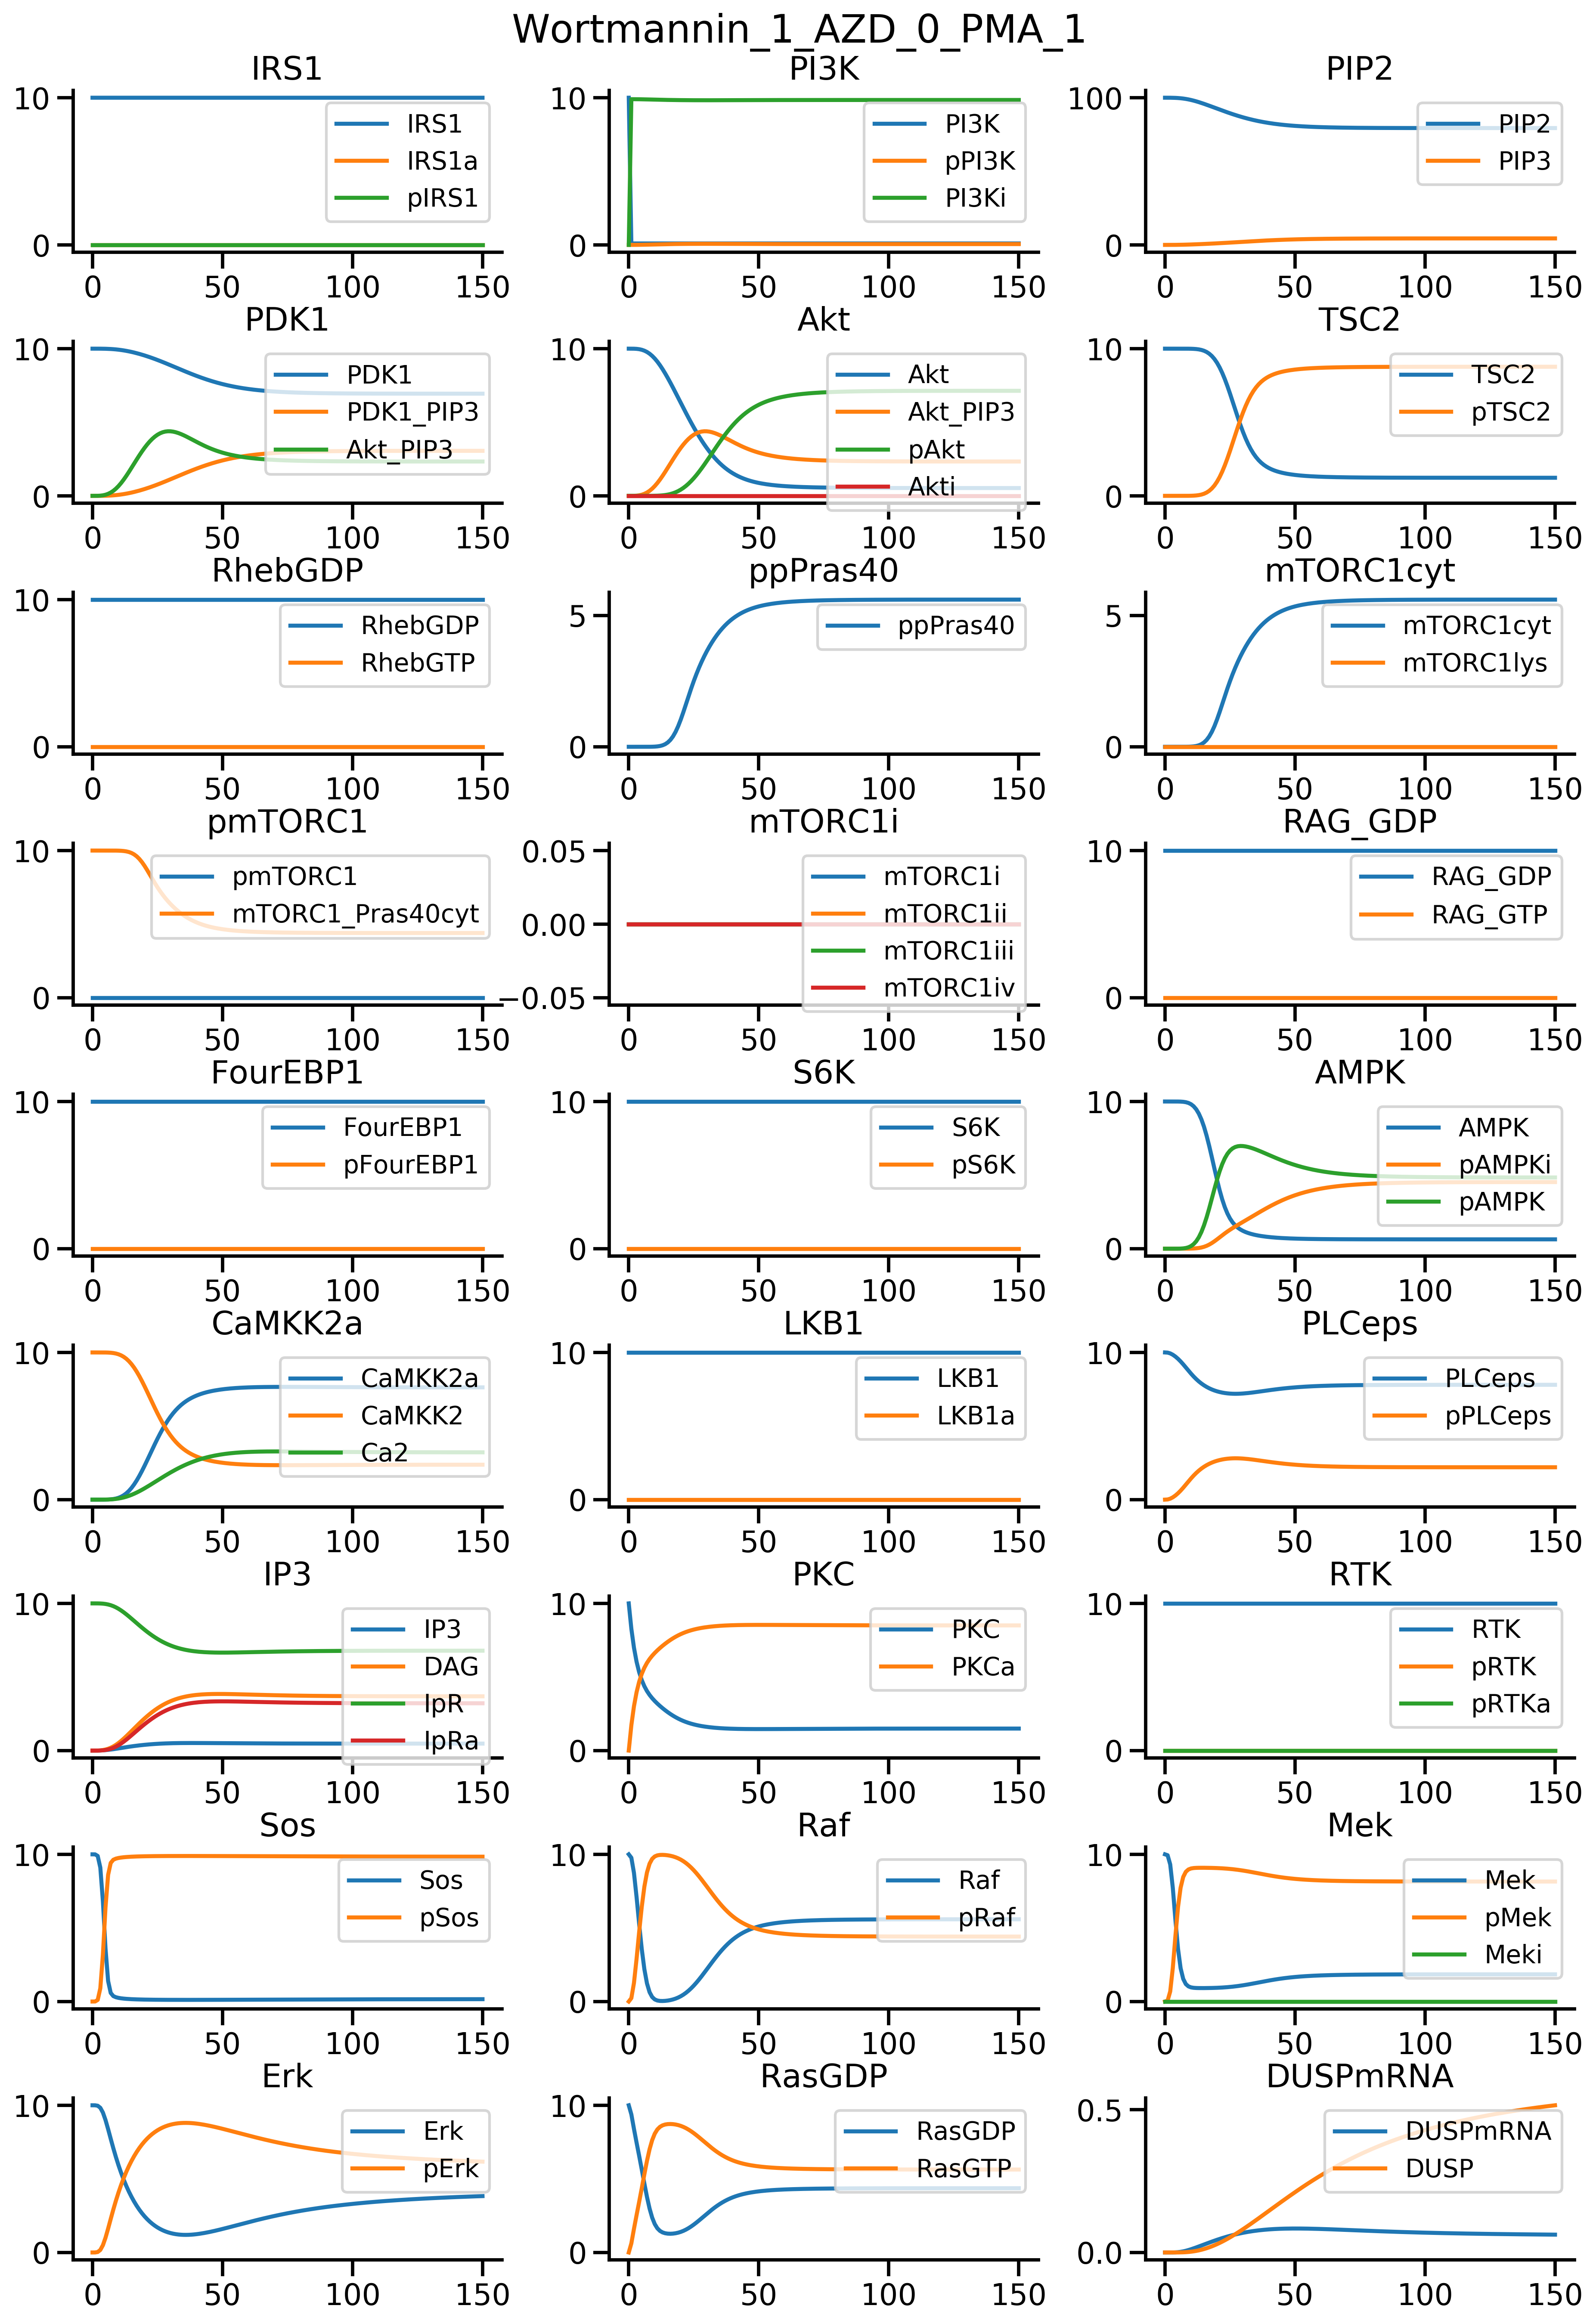 Wortmannin_1_AZD_0_PMA_1
IRS1
10
0
0 50 100 150
IRS1
IRS1a
pIRS1
PI3K
10
0
0 50 100 150
PI3K
pPI3K
PI3Ki
PIP2
100
0
0 50 100 150
PIP2
PIP3
PDK1
10
0
0 50 100 150
PDK1
PDK1_PIP3
Akt_PIP3
Akt
10
0
0 50 100 150
Akt
Akt_PIP3
pAkt
Akti
TSC2
10
0
0 50 100 150
TSC2
pTSC2
RhebGDP
10
0
0 50 100 150
RhebGDP
RhebGTP
ppPras40
5
0
0 50 100 150
ppPras40
mTORC1cyt
5
0
0 50 100 150
mTORC1cyt
mTORC1lys
pmTORC1
10
0
0 50 100 150
pmTORC1
mTORC1_Pras40cyt
mTORC1i
0.05
0.00
−0.05
0 50 100 150
mTORC1i
mTORC1ii
mTORC1iii
mTORC1iv
RAG_GDP
10
0
0 50 100 150
RAG_GDP
RAG_GTP
FourEBP1
10
0
0 50 100 150
FourEBP1
pFourEBP1
S6K
10
0
0 50 100 150
S6K
pS6K
AMPK
10
0
0 50 100 150
AMPK
pAMPKi
pAMPK
CaMKK2a
10
0
0 50 100 150
CaMKK2a
CaMKK2
Ca2
LKB1
10
0
0 50 100 150
LKB1
LKB1a
PLCeps
10
0
0 50 100 150
PLCeps
pPLCeps
IP3
10
0
0 50 100 150
IP3
DAG
IpR
IpRa
PKC
10
0
0 50 100 150
PKC
PKCa
RTK
10
0
0 50 100 150
RTK
pRTK
pRTKa
Sos
10
0
0 50 100 150
Sos
pSos
Raf
10
0
0 50 100 150
Raf
pRaf
Mek
10
0
0 50 100 150
Mek
pMek
Meki
Erk
10
0
0 50 100 150
Erk
pErk
RasGDP
10
0
0 50 100 150
RasGDP
RasGTP
DUSPmRNA
0.5
0.0
0 50 100 150
DUSPmRNA
DUSP